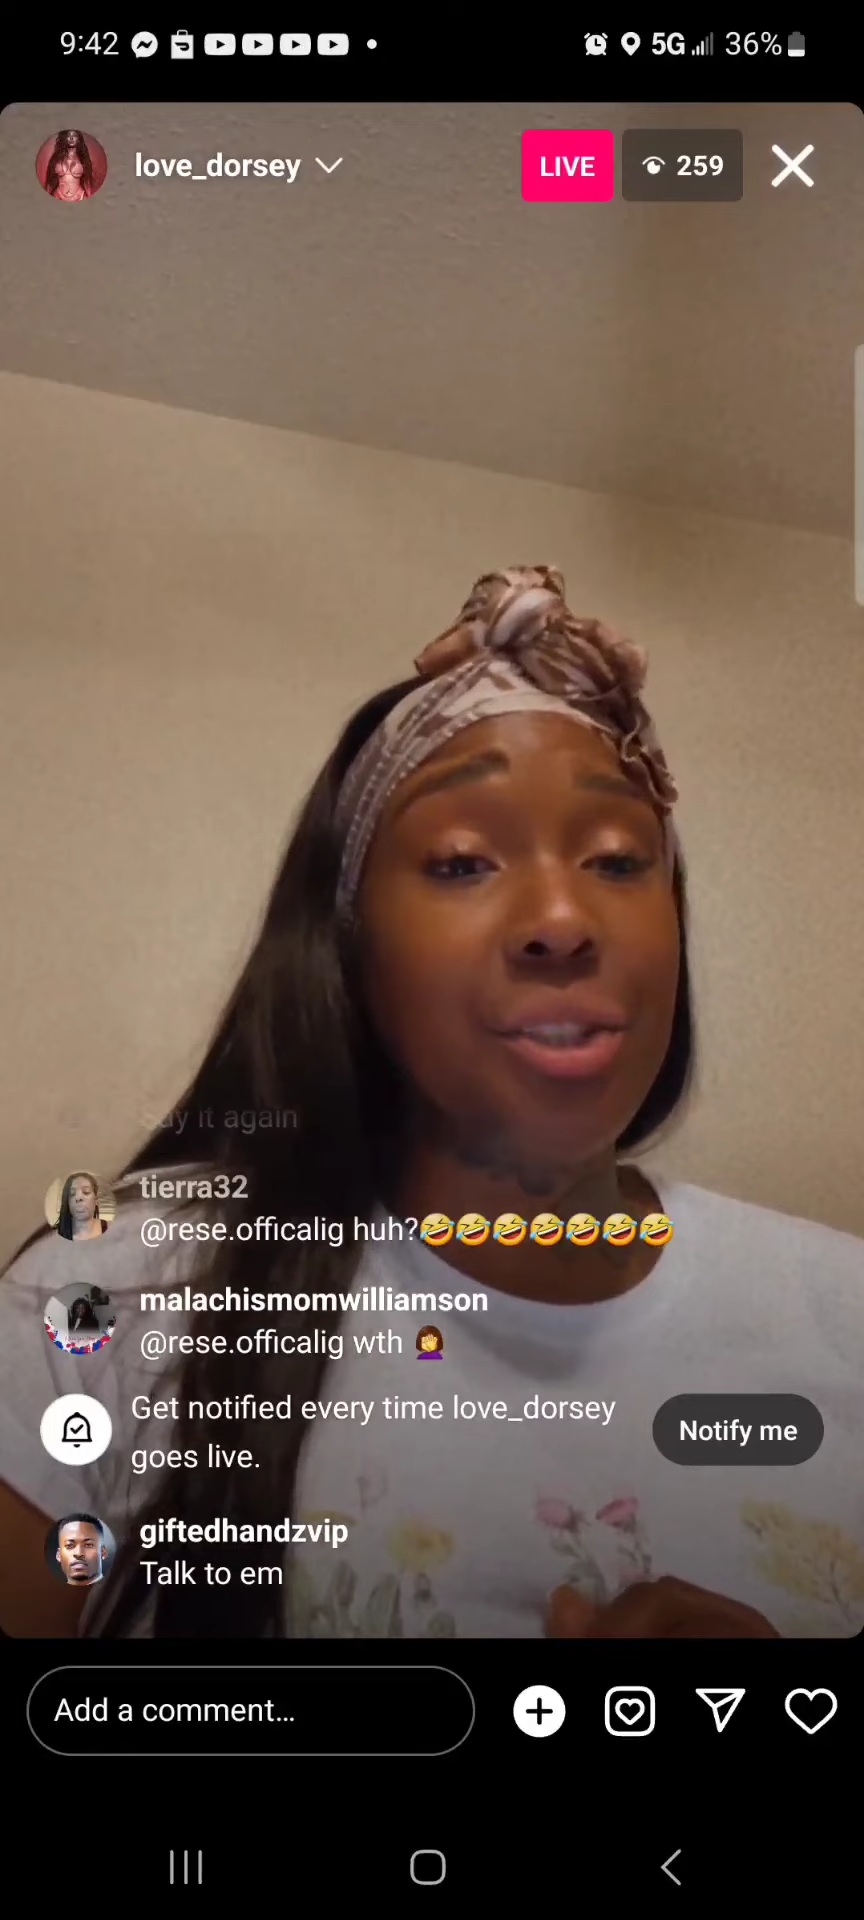 9:42
5G
36%
love_dorsey
LIVE
259
Say it again
tierra32
@rese.officalig huh?🤣🤣🤣🤣🤣🤣🤣
malachismomwilliamson
@rese.officalig wth 🤦‍♀️
Get notified every time love_dorsey
goes live.
Notify me
giftedhandzvip
Talk to em
Add a comment...